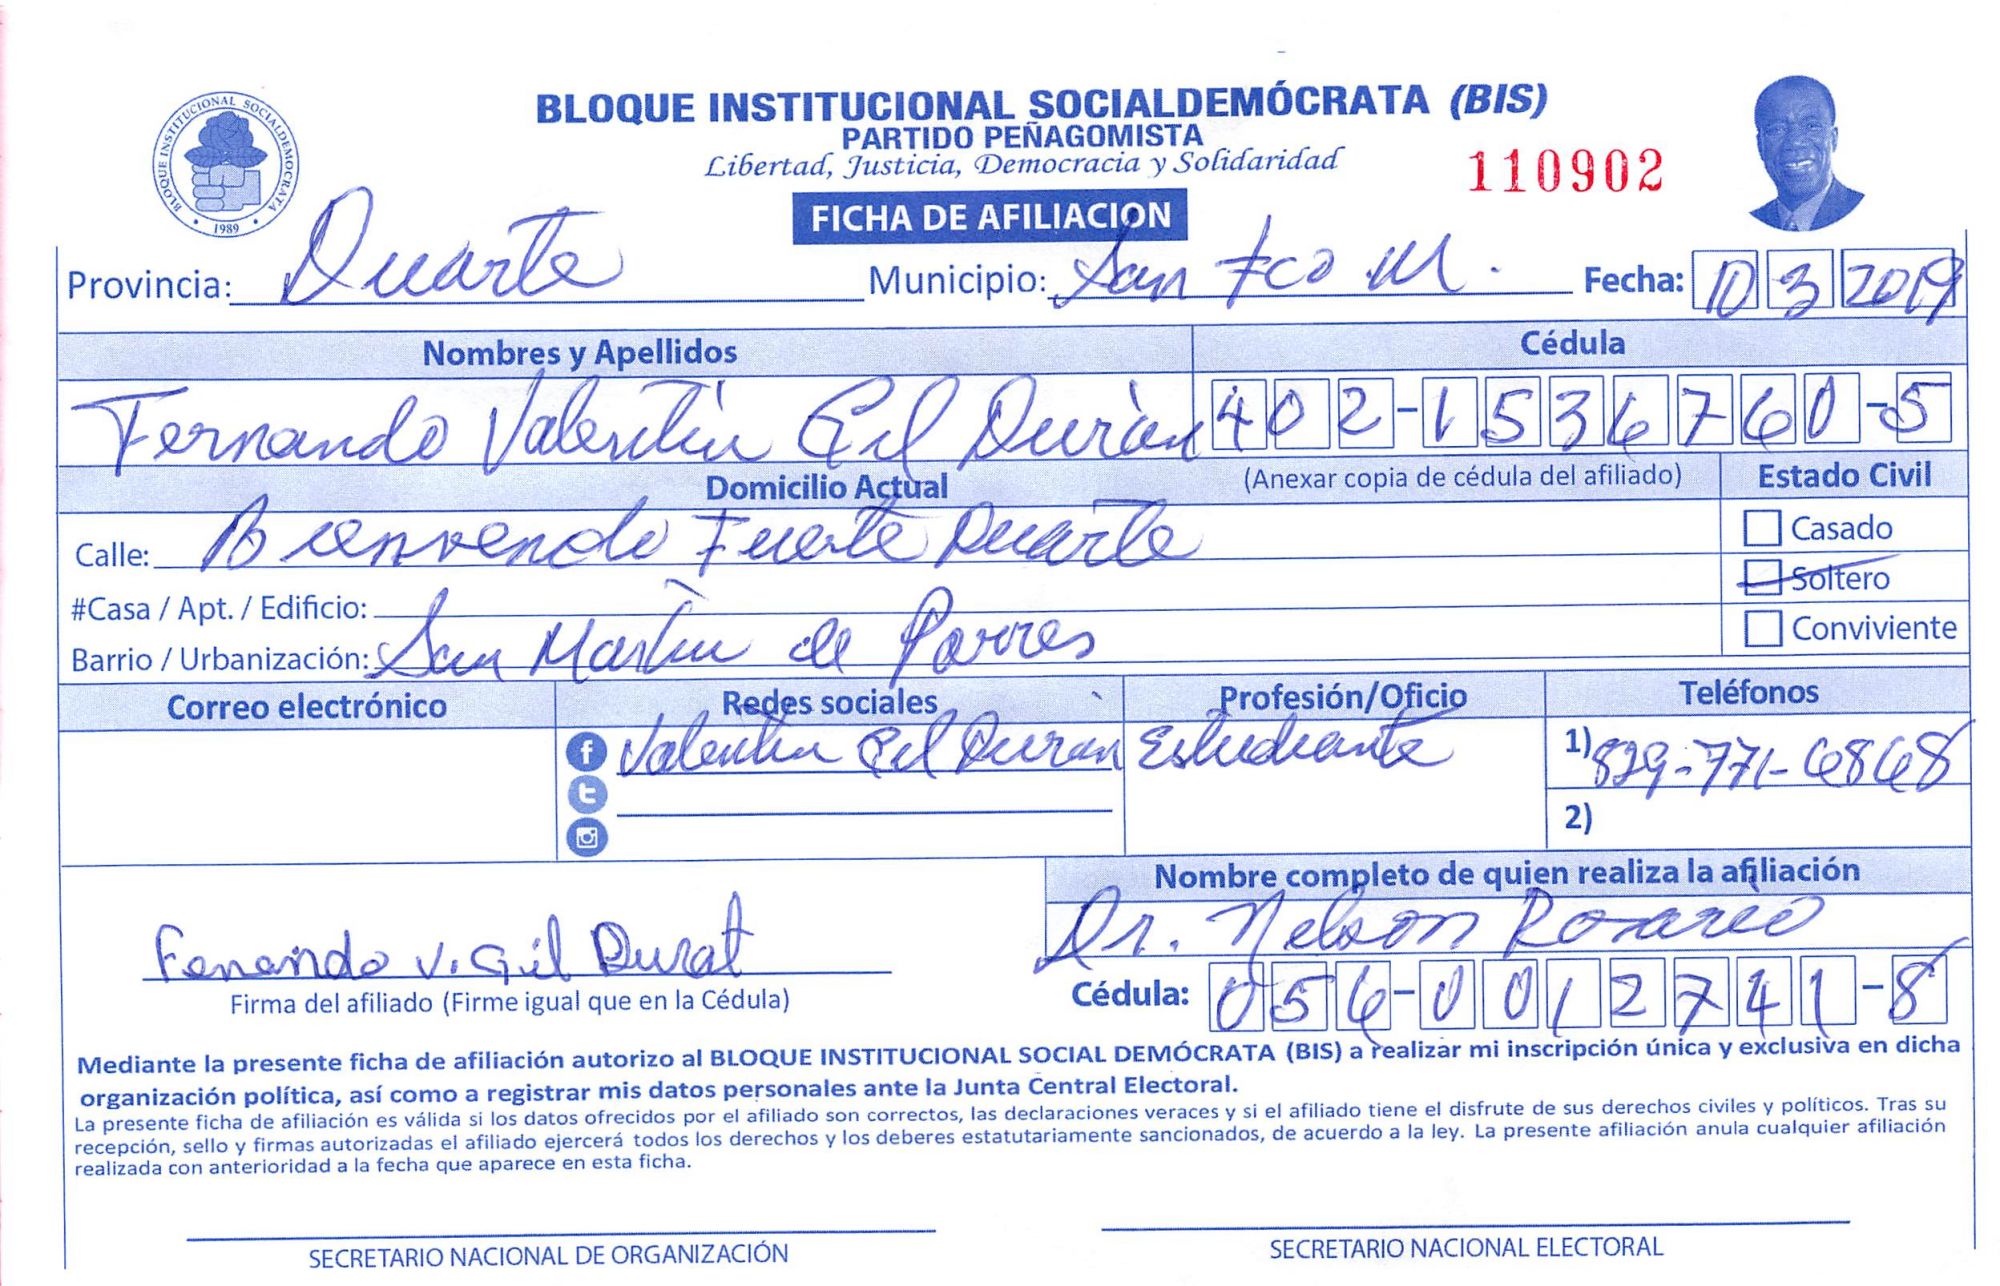 BLOQUE INSTITUCIONAL SOCIALDEMÓCRATA (BIS)
PARTIDO PEÑAGOMISTA
Libertad, Justicia, Democracia y Solidaridad
110902
BLOQUE INSTITUCIONAL SOCIALDEMOCRATA
1989
FICHA DE AFILIACION
Provincia: Duarte Municipio: San Fco M. Fecha: 10 3 2019
Nombres y Apellidos Cédula
Fernando Valentin Gil Durán 402-1536760-5
Domicilio Actual (Anexar copia de cédula del afiliado) Estado Civil
Calle: Bienvenedo Fuerte Duarte Casado
#Casa / Apt. / Edificio: Soltero
Barrio / Urbanización: San Martin de Porres Conviviente
Correo electrónico Redes sociales Profesión/Oficio Teléfonos
Valentin Gil Duran Estudiante 1) 829-771-6868
2)
Nombre completo de quien realiza la afiliación
Dr. Nelson Rosario
Fenando v. Gil Durat
Firma del afiliado (Firme igual que en la Cédula) Cédula: 056-0012741-8
Mediante la presente ficha de afiliación autorizo al BLOQUE INSTITUCIONAL SOCIAL DEMÓCRATA (BIS) a realizar mi inscripción única y exclusiva en dicha
organización política, así como a registrar mis datos personales ante la Junta Central Electoral.
La presente ficha de afiliación es válida si los datos ofrecidos por el afiliado son correctos, las declaraciones veraces y si el afiliado tiene el disfrute de sus derechos civiles y políticos. Tras su
recepción, sello y firmas autorizadas el afiliado ejercerá todos los derechos y los deberes estatutariamente sancionados, de acuerdo a la ley. La presente afiliación anula cualquier afiliación
realizada con anterioridad a la fecha que aparece en esta ficha.
SECRETARIO NACIONAL DE ORGANIZACIÓN SECRETARIO NACIONAL ELECTORAL